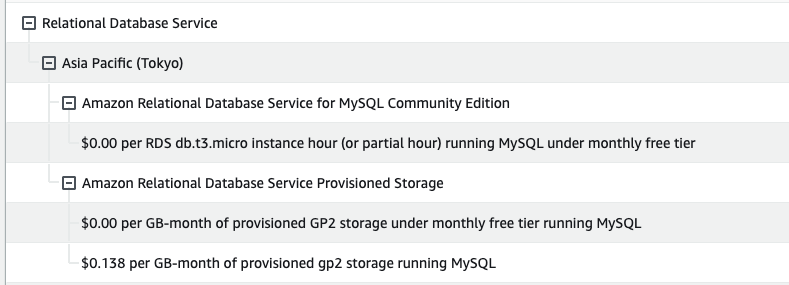 Relational Database Service
Asia Pacific (Tokyo)
Amazon Relational Database Service for MySQL Community Edition
$0.00 per RDS db.t3.micro instance hour (or partial hour) running MySQL under monthly free tier
Amazon Relational Database Service Provisioned Storage
$0.00 per GB-month of provisioned GP2 storage under monthly free tier running MySQL
$0.138 per GB-month of provisioned gp2 storage running MySQL